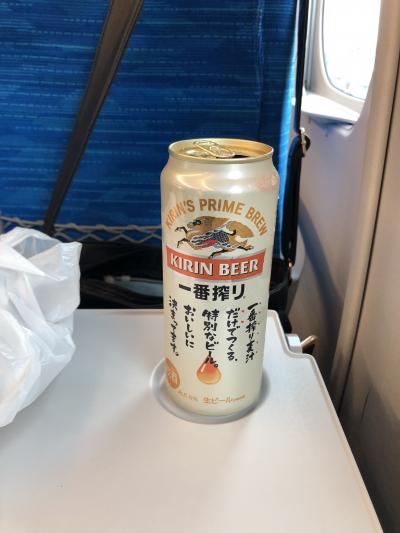 KIRIN'S PRIME BREW
KIRIN BEER
一番搾り
一番搾り麦汁
だけでつくる、
特別なビール。
おいしいに
決まってます。
生ビール